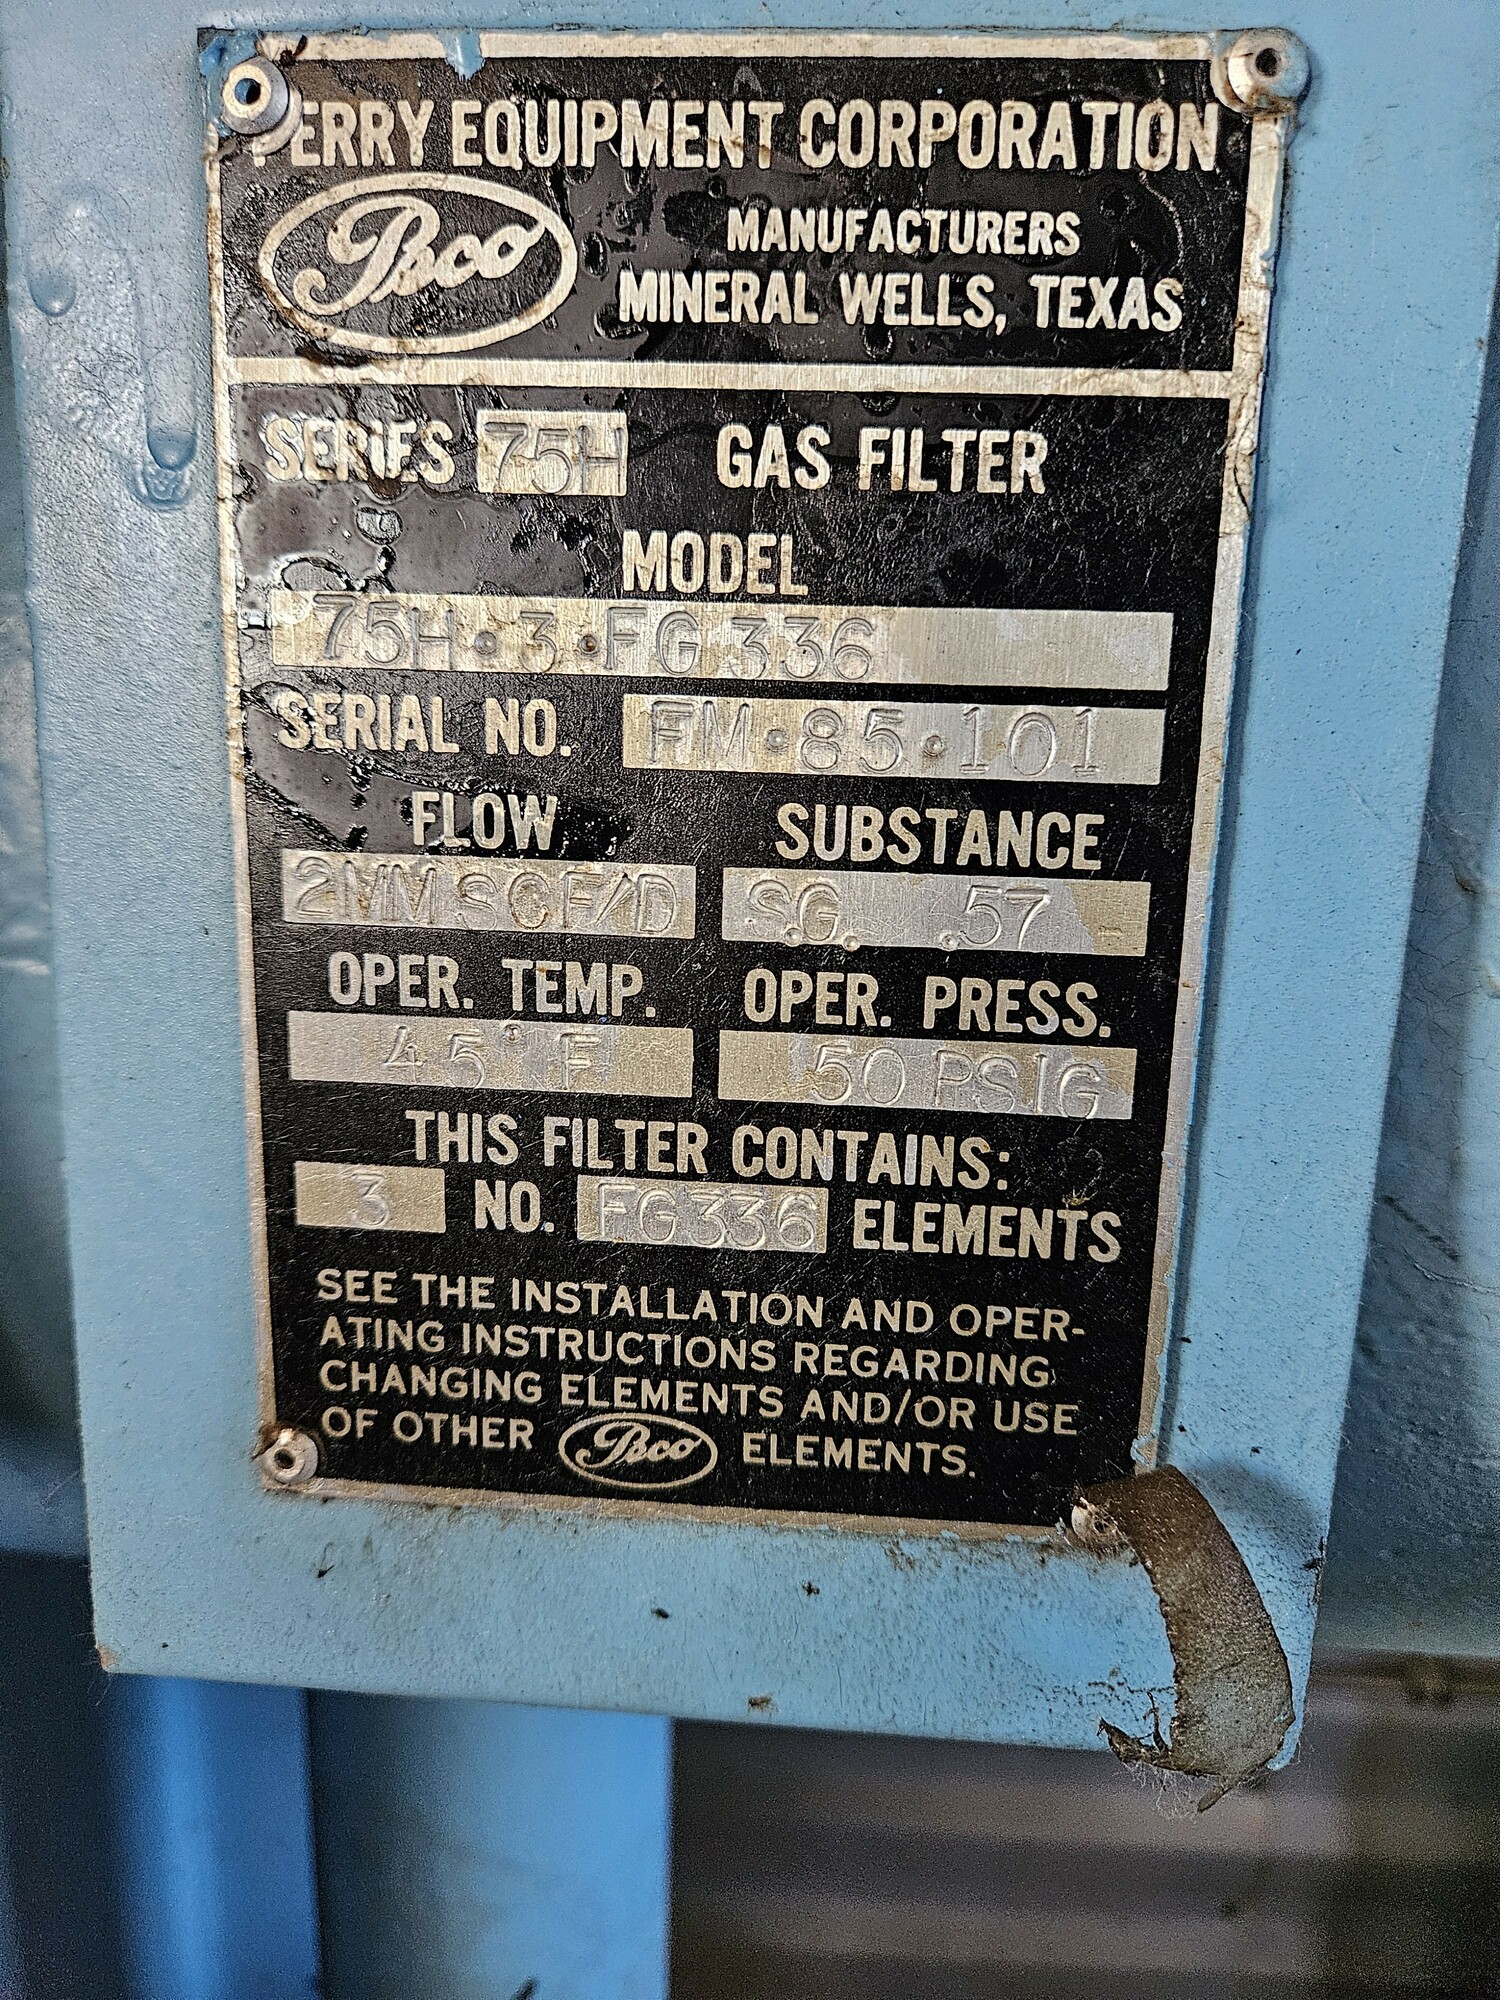 PERRY EQUIPMENT CORPORATION
Peco
MANUFACTURERS
MINERAL WELLS, TEXAS
SERIES 75H GAS FILTER
MODEL
75H·3·FG336
SERIAL NO. FM·85·101
FLOW SUBSTANCE
2MMSCF/D S.G. .57
OPER. TEMP. OPER. PRESS.
45°F 50 PSIG
THIS FILTER CONTAINS:
3 NO. FG336 ELEMENTS
SEE THE INSTALLATION AND OPER-
ATING INSTRUCTIONS REGARDING
CHANGING ELEMENTS AND/OR USE
OF OTHER Peco ELEMENTS.